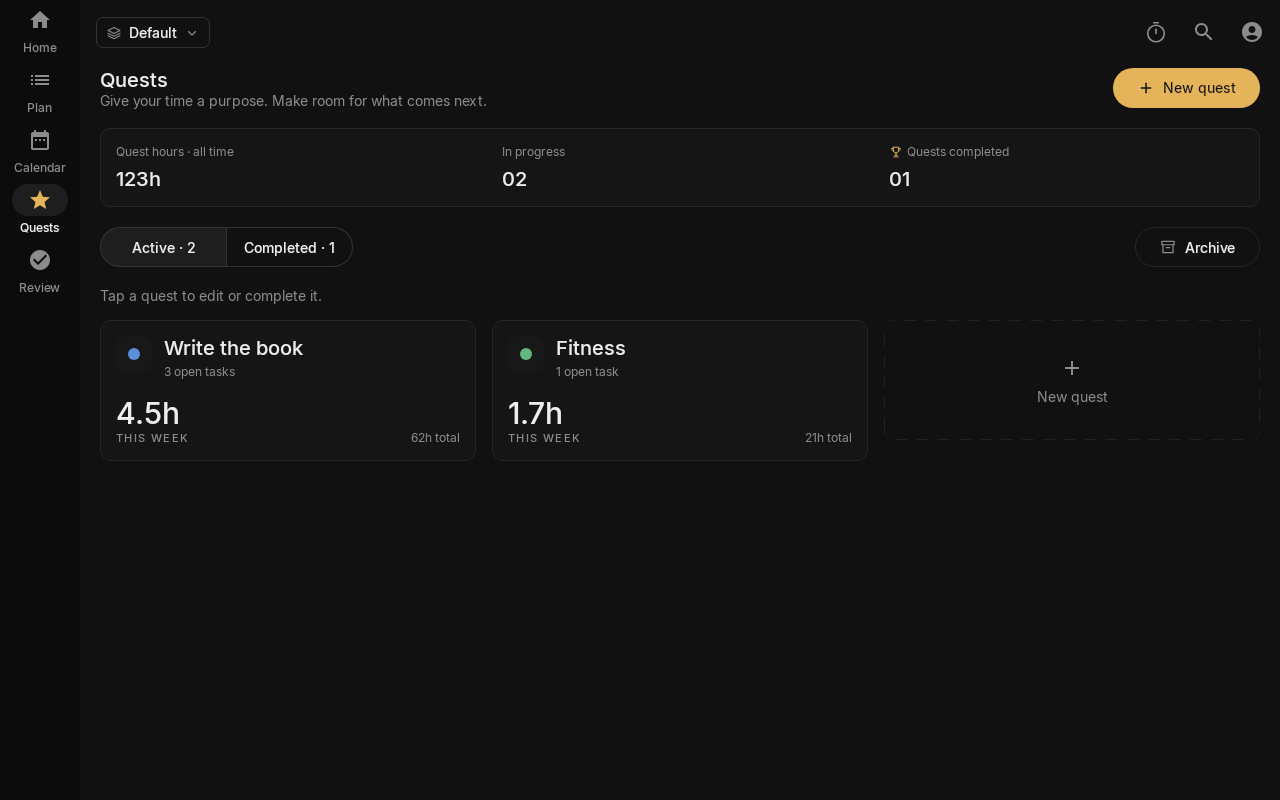 Home
Plan
Calendar
Quests
Review
Default
Quests
Give your time a purpose. Make room for what comes next.
New quest
Quest hours · all time
123h
In progress
02
Quests completed
01
Active · 2
Completed · 1
Archive
Tap a quest to edit or complete it.
Write the book
3 open tasks
4.5h
THIS WEEK
62h total
Fitness
1 open task
1.7h
THIS WEEK
21h total
New quest